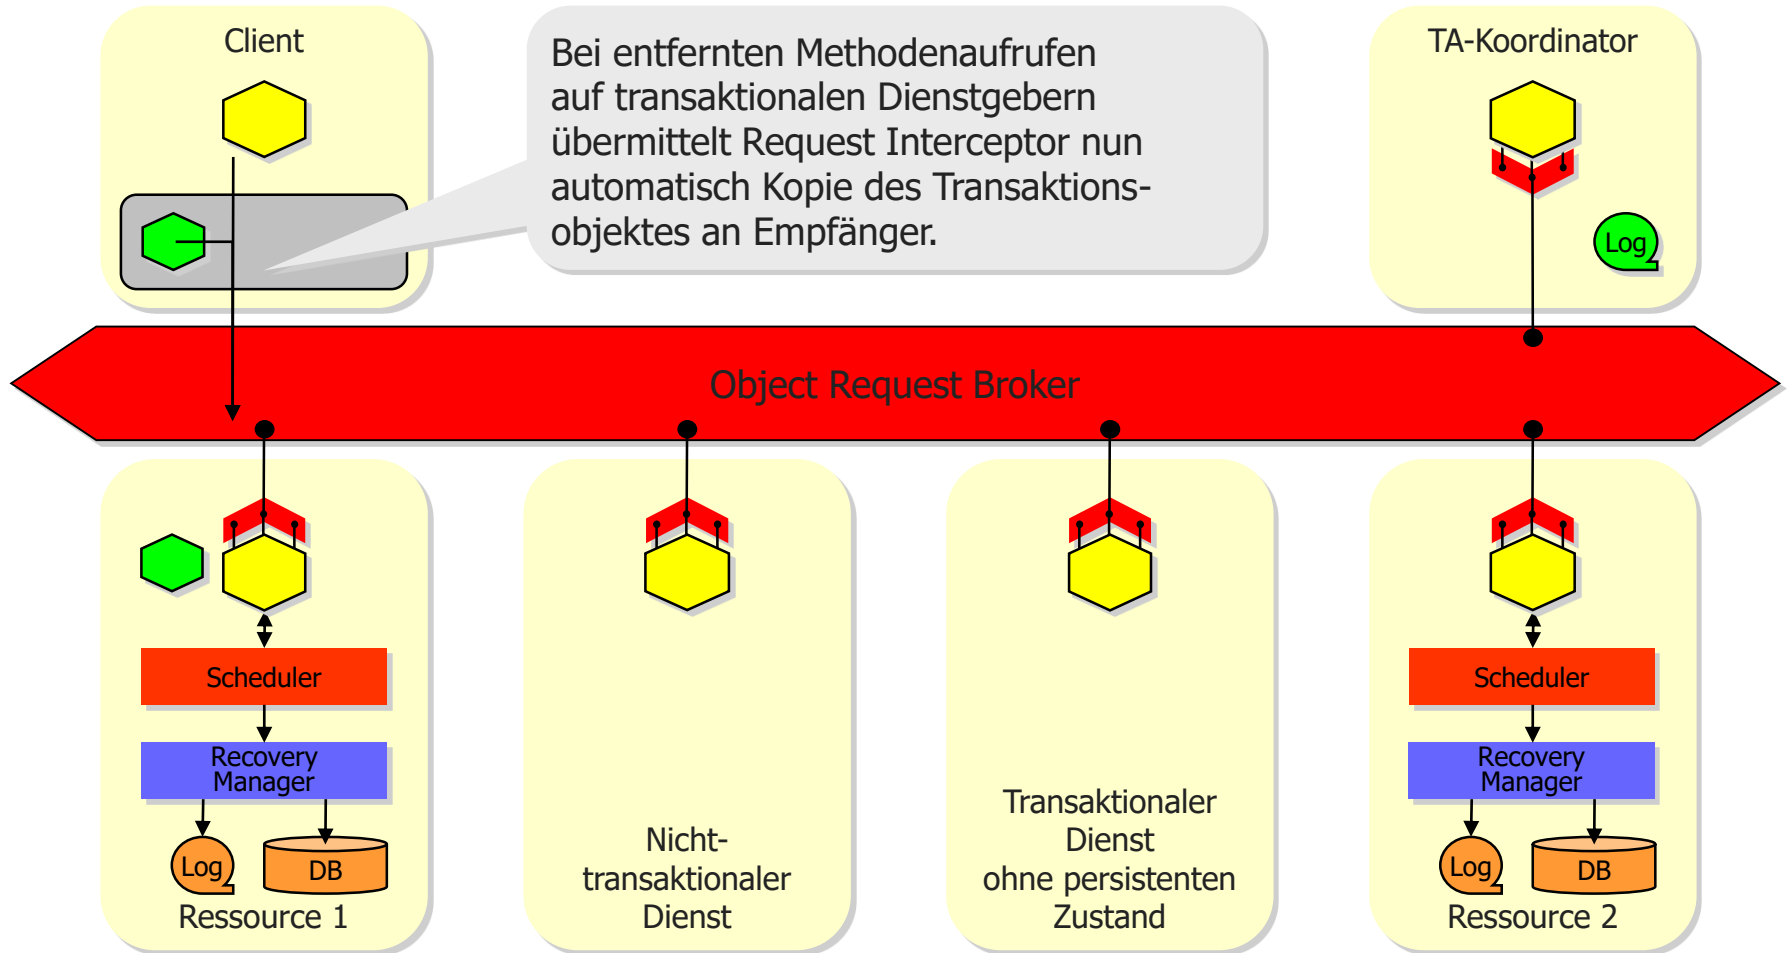 Client
Bei entfernten Methodenaufrufen
auf transaktionalen Dienstgebern
übermittelt Request Interceptor nun
automatisch Kopie des Transaktions-
objektes an Empfänger.
TA-Koordinator
Log
Object Request Broker
Scheduler
Recovery
Manager
Log
DB
Ressource 1
Nicht-
transaktionaler
Dienst
Transaktionaler
Dienst
ohne persistenten
Zustand
Scheduler
Recovery
Manager
Log
DB
Ressource 2